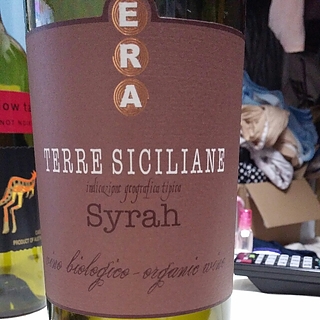 ERA
TERRE SICILIANE
indicazione geografica tipica
Syrah
vino biologico - organic wine